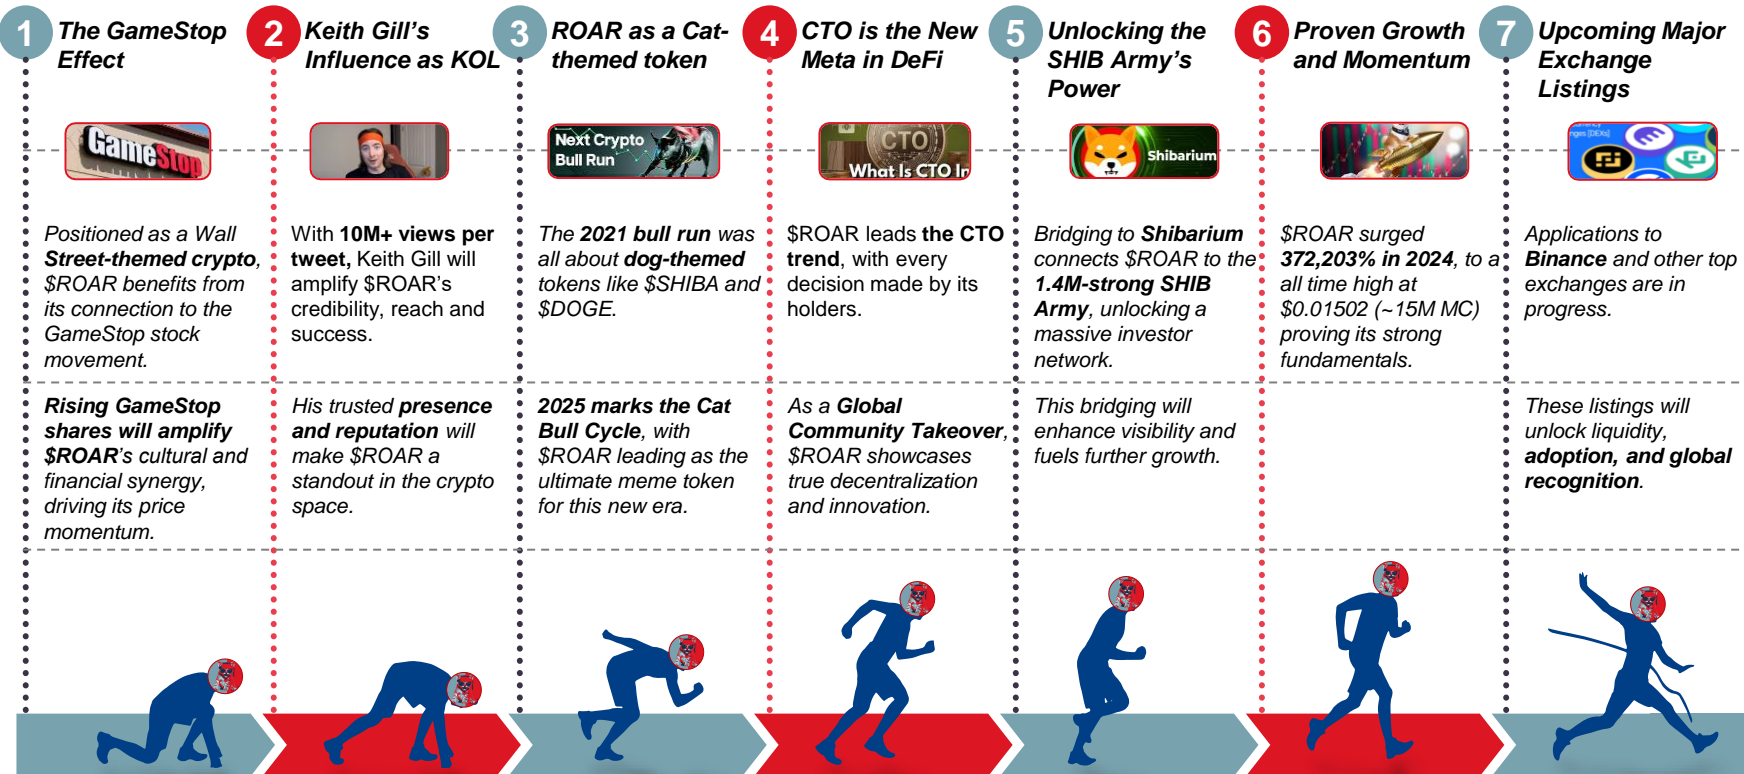 1
The GameStop
Effect
GameStop
Positioned as a Wall
Street-themed crypto,
$ROAR benefits from
its connection to the
GameStop stock
movement.
Rising GameStop
shares will amplify
$ROAR's cultural and
financial synergy,
driving its price
momentum.
2
Keith Gill's
Influence as KOL
With 10M+ views per
tweet, Keith Gill will
amplify $ROAR's
credibility, reach and
success.
His trusted presence
and reputation will
make $ROAR a
standout in the crypto
space.
3
ROAR as a Cat-
themed token
Next Crypto
Bull Run
The 2021 bull run was
all about dog-themed
tokens like $SHIBA and
$DOGE.
2025 marks the Cat
Bull Cycle, with
$ROAR leading as the
ultimate meme token
for this new era.
4
CTO is the New
Meta in DeFi
CTO
What Is CTO In
$ROAR leads the CTO
trend, with every
decision made by its
holders.
As a Global
Community Takeover,
$ROAR showcases
true decentralization
and innovation.
5
Unlocking the
SHIB Army's
Power
Shibarium
Bridging to Shibarium
connects $ROAR to the
1.4M-strong SHIB
Army, unlocking a
massive investor
network.
This bridging will
enhance visibility and
fuels further growth.
6
Proven Growth
and Momentum
$ROAR surged
372,203% in 2024, to a
all time high at
$0.01502 (~15M MC)
proving its strong
fundamentals.
7
Upcoming Major
Exchange
Listings
nges [DEXs]
Applications to
Binance and other top
exchanges are in
progress.
These listings will
unlock liquidity,
adoption, and global
recognition.